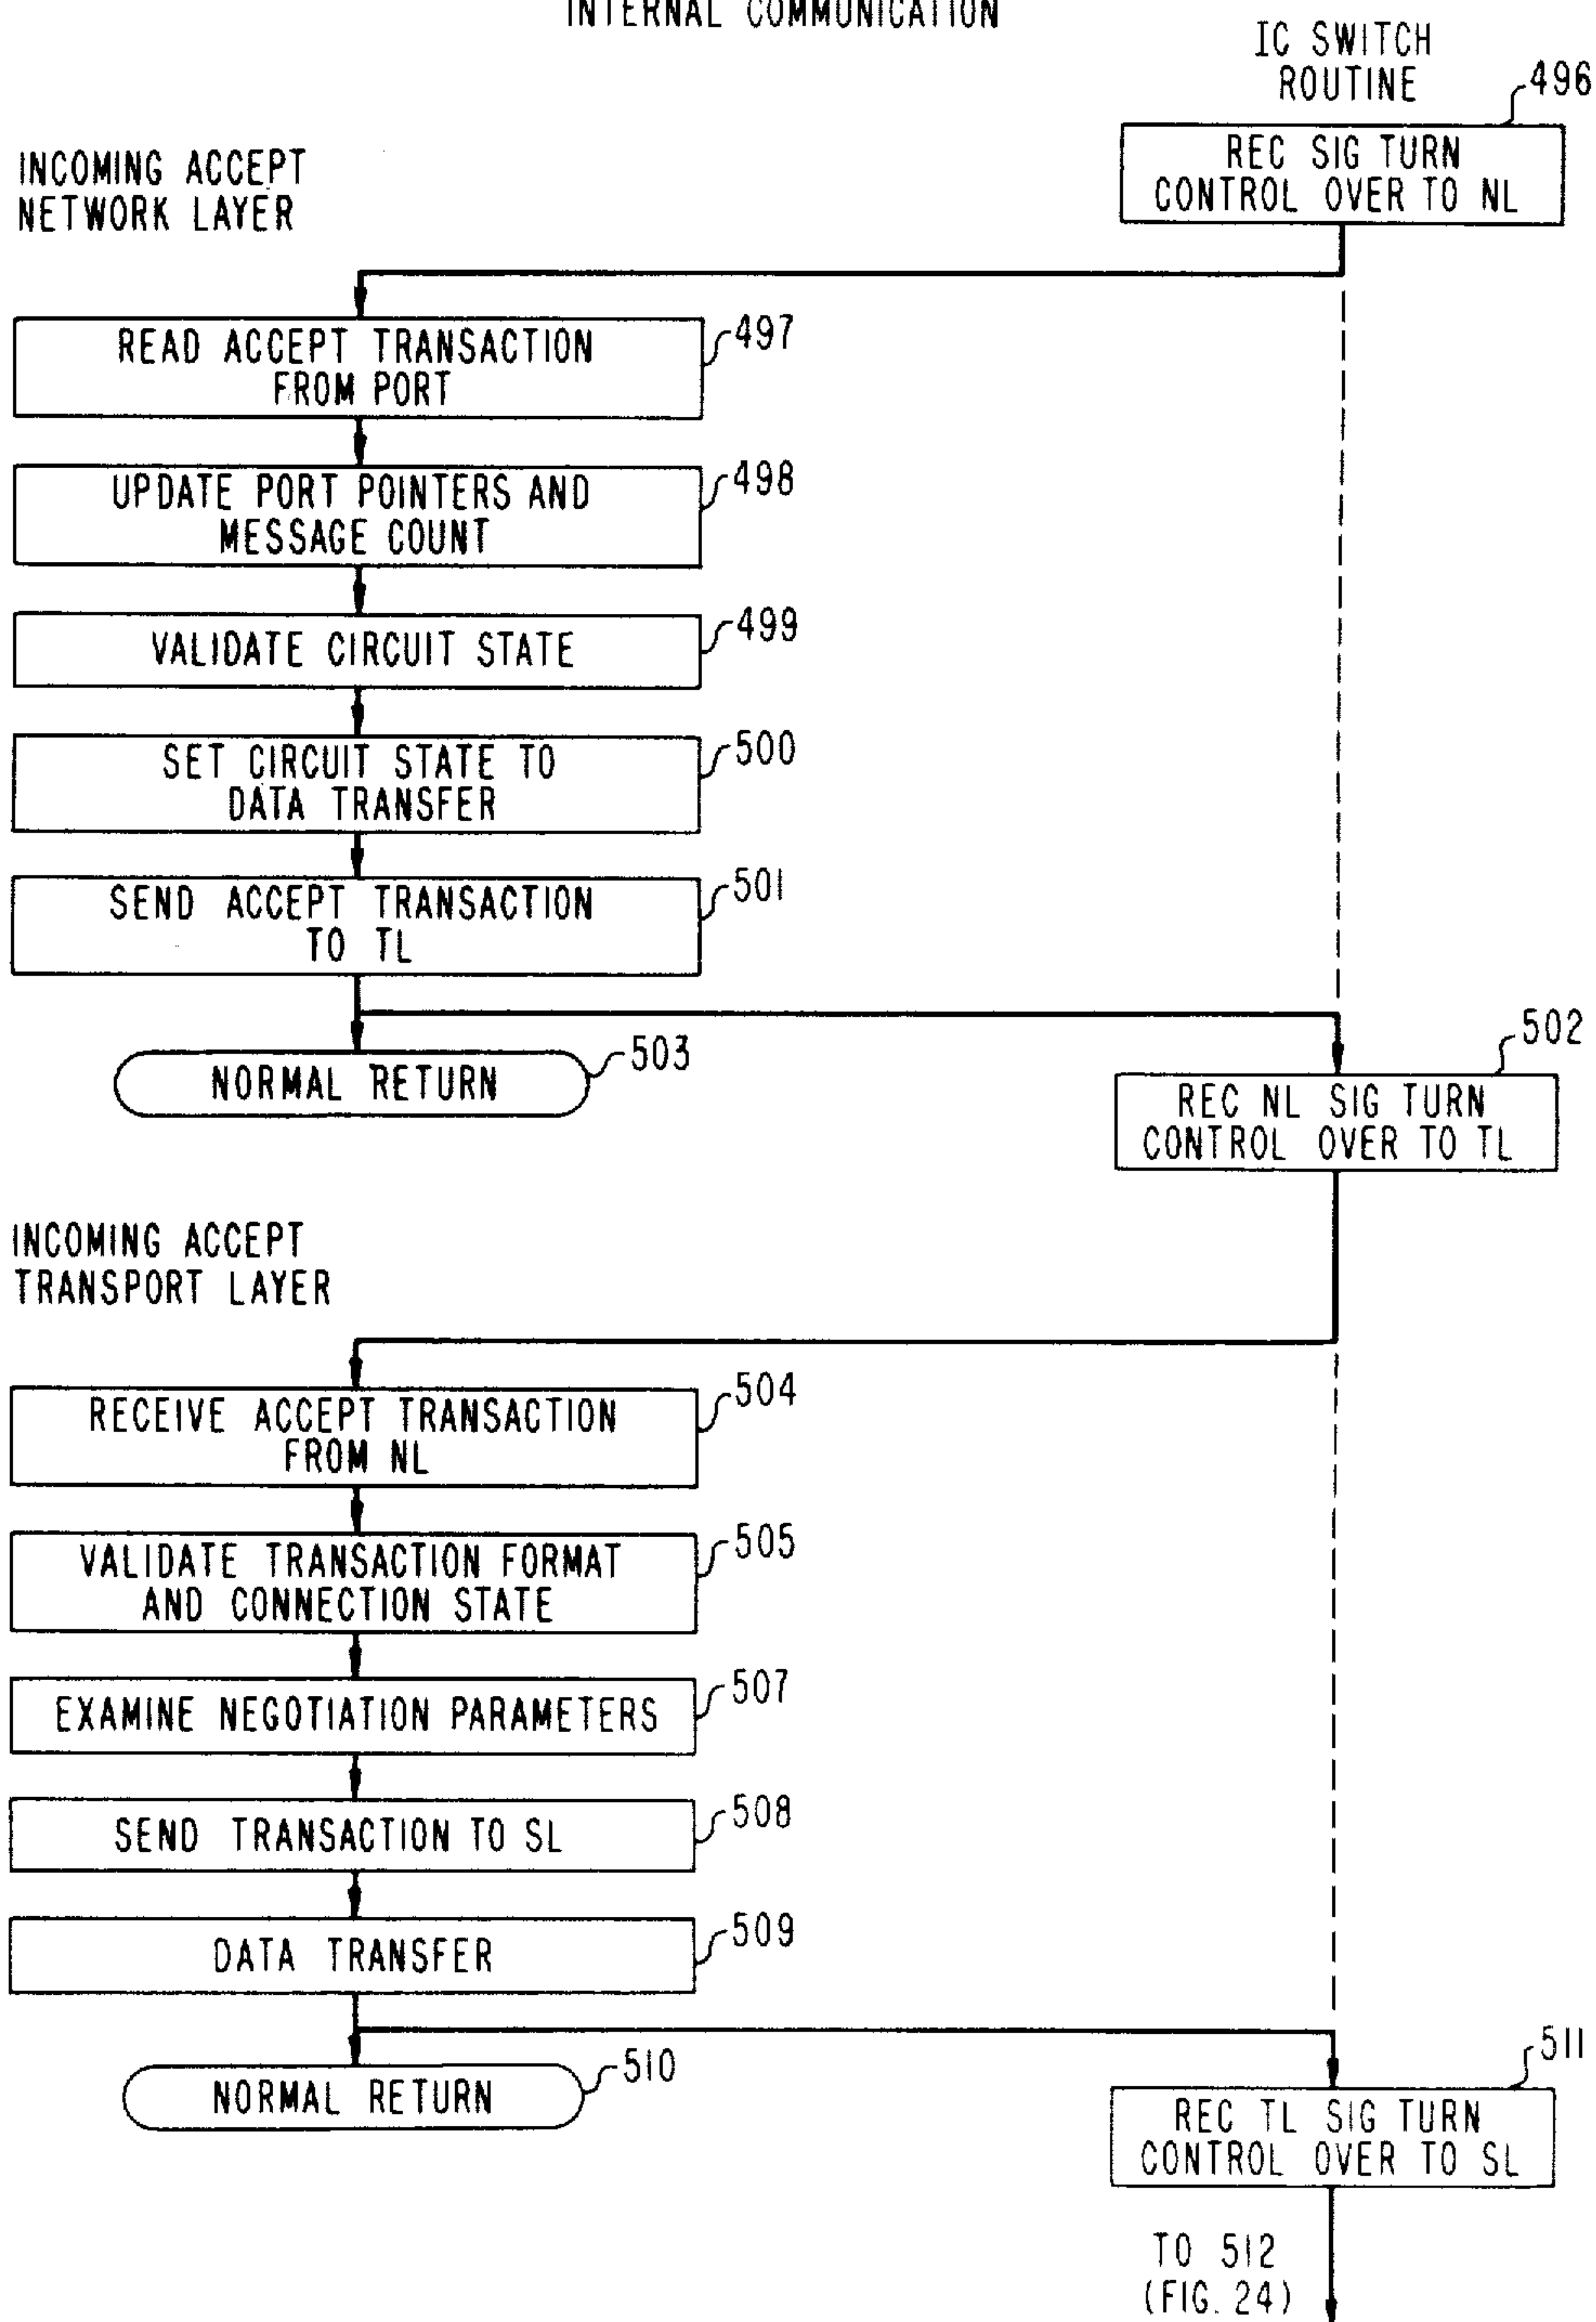 INTERNAL COMMUNICATION
IC SWITCH
ROUTINE
496
REC SIG TURN
CONTROL OVER TO NL
INCOMING ACCEPT
NETWORK LAYER
READ ACCEPT TRANSACTION
FROM PORT
497
UPDATE PORT POINTERS AND
MESSAGE COUNT
498
VALIDATE CIRCUIT STATE
499
SET CIRCUIT STATE TO
DATA TRANSFER
500
SEND ACCEPT TRANSACTION
TO TL
501
NORMAL RETURN
503
502
REC NL SIG TURN
CONTROL OVER TO TL
INCOMING ACCEPT
TRANSPORT LAYER
RECEIVE ACCEPT TRANSACTION
FROM NL
504
VALIDATE TRANSACTION FORMAT
AND CONNECTION STATE
505
EXAMINE NEGOTIATION PARAMETERS
507
SEND TRANSACTION TO SL
508
DATA TRANSFER
509
NORMAL RETURN
510
511
REC TL SIG TURN
CONTROL OVER TO SL
TO 512
(FIG. 24)